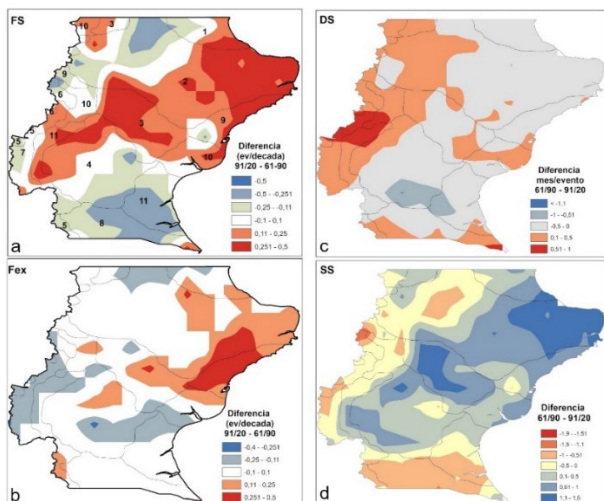 FS
10
3
1
9
6
10
2
6
5
11
3
9
5
7
4
10
11
5
8
Diferencia
(ev/decada)
91/20 - 61-90
-0,5
-0,5 - -0,251
-0,25 - -0,11
-0,1 - 0,1
0,11 - 0,25
0,251 - 0,5
a
DS
Diferencia
mes/evento
61/90 - 91/20
< -1,1
-1 - -0,51
-0,5 - 0
0,1 - 0,5
0,51 - 1
c
Fex
Diferencia
(ev/decada)
91/20 - 61-90
-0,4 - -0,251
-0,25 - -0,11
-0,1 - 0,1
0,11 - 0,25
0,251 - 0,5
b
SS
Diferencia
61/90 - 91/20
-1,9 - -1,51
-1,5 - -1,1
-1 - -0,51
-0,5 - 0
0,1 - 0,5
0,51 - 1
1,1 - 1,5
d